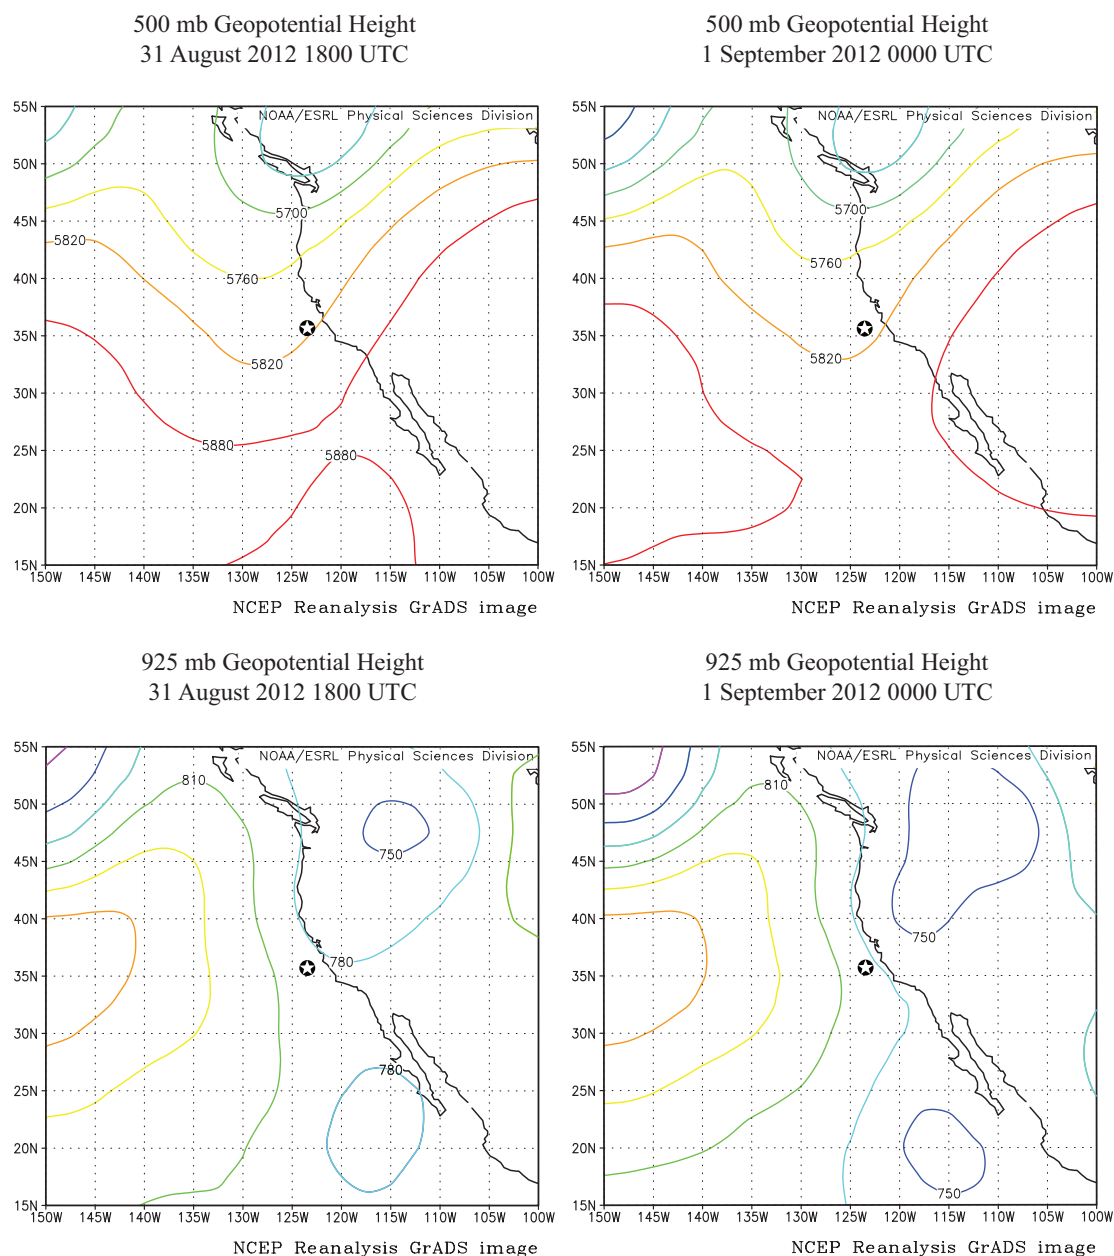 500 mb Geopotential Height
31 August 2012 1800 UTC
500 mb Geopotential Height
1 September 2012 0000 UTC
NOAA/ESRL Physical Sciences Division
55N
50N
45N
40N
35N
30N
25N
20N
15N
5700
5820
5760
5820
5880
5880
150W 145W 140W 135W 130W 125W 120W 115W 110W 105W 100W
NCEP Reanalysis GrADS image
NOAA/ESRL Physical Sciences Division
55N
50N
45N
40N
35N
30N
25N
20N
15N
5700
5760
5820
150W 145W 140W 135W 130W 125W 120W 115W 110W 105W 100W
NCEP Reanalysis GrADS image
925 mb Geopotential Height
31 August 2012 1800 UTC
925 mb Geopotential Height
1 September 2012 0000 UTC
NOAA/ESRL Physical Sciences Division
55N
50N
45N
40N
35N
30N
25N
20N
15N
810
750
780
780
150W 145W 140W 135W 130W 125W 120W 115W 110W 105W 100W
NCEP Reanalysis GrADS image
NOAA/ESRL Physical Sciences Division
55N
50N
45N
40N
35N
30N
25N
20N
15N
810
750
750
150W 145W 140W 135W 130W 125W 120W 115W 110W 105W 100W
NCEP Reanalysis GrADS image